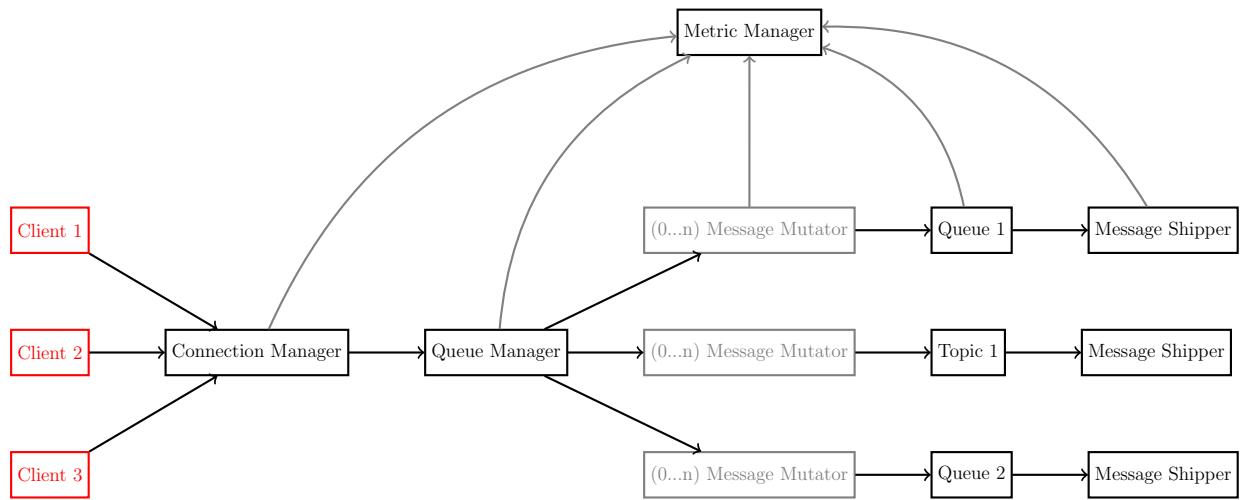 Metric Manager
Client 1
(0...n) Message Mutator
Queue 1
Message Shipper
Client 2
Connection Manager
Queue Manager
(0...n) Message Mutator
Topic 1
Message Shipper
Client 3
(0...n) Message Mutator
Queue 2
Message Shipper